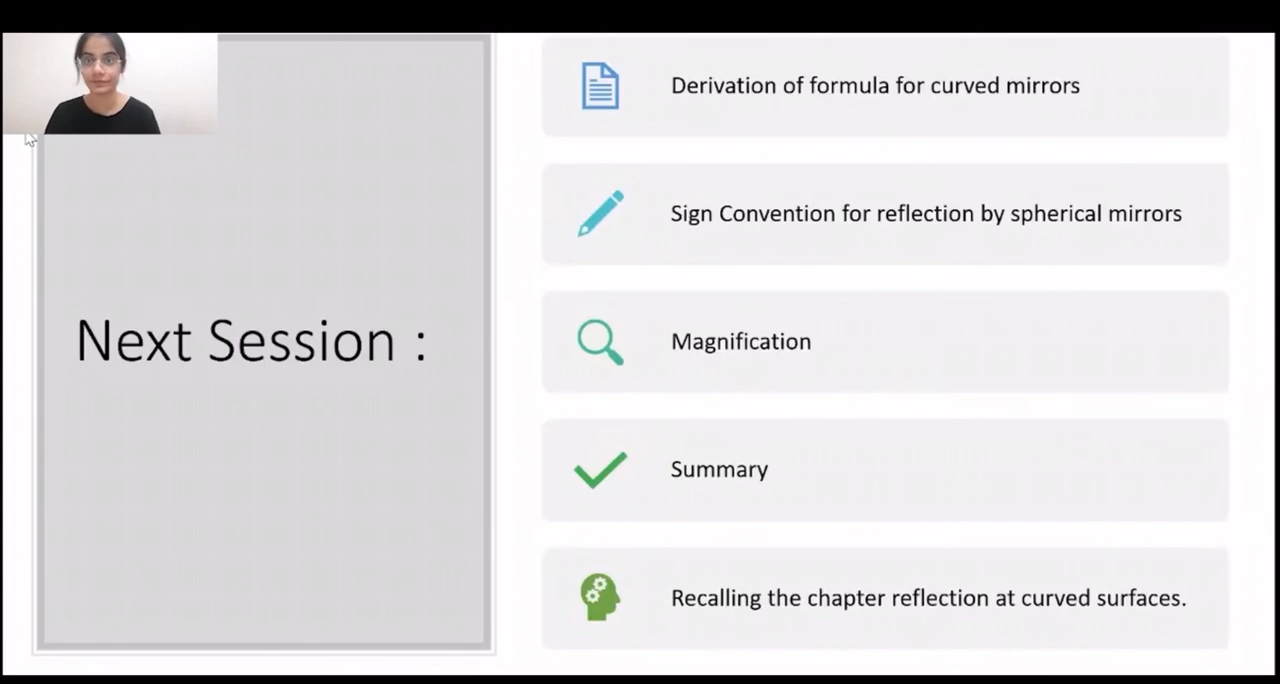 Next Session :
Derivation of formula for curved mirrors
Sign Convention for reflection by spherical mirrors
Magnification
Summary
Recalling the chapter reflection at curved surfaces.